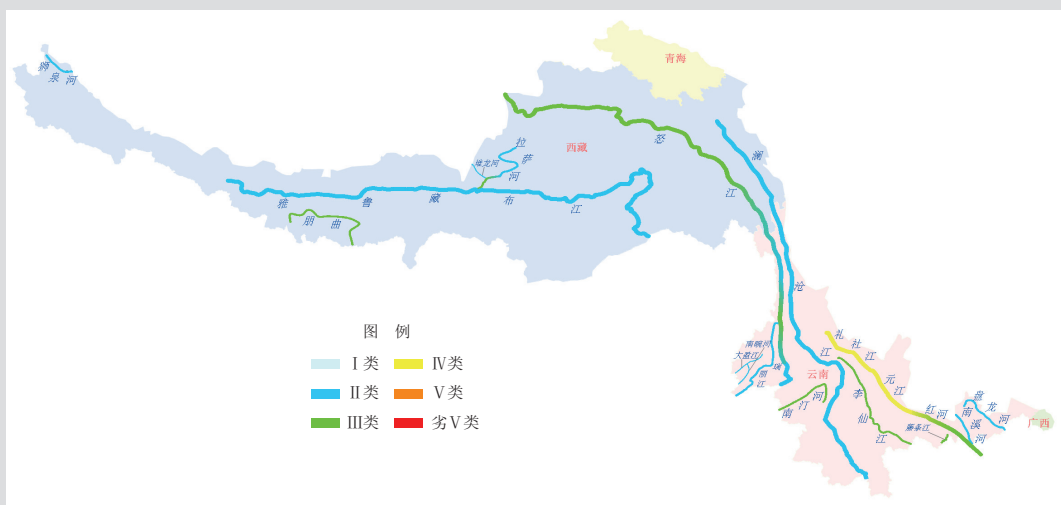 青海
狮泉河
西藏
怒江
澜沧江
拉萨河
堆龙河
雅鲁藏布江
朋曲
图 例
I类
II类
III类
IV类
V类
劣V类
南畹河
大盈江
瑞丽江
云南
礼社江
元江
红河
李仙江
南汀河
藤条江
盘龙河
南溪河
广西